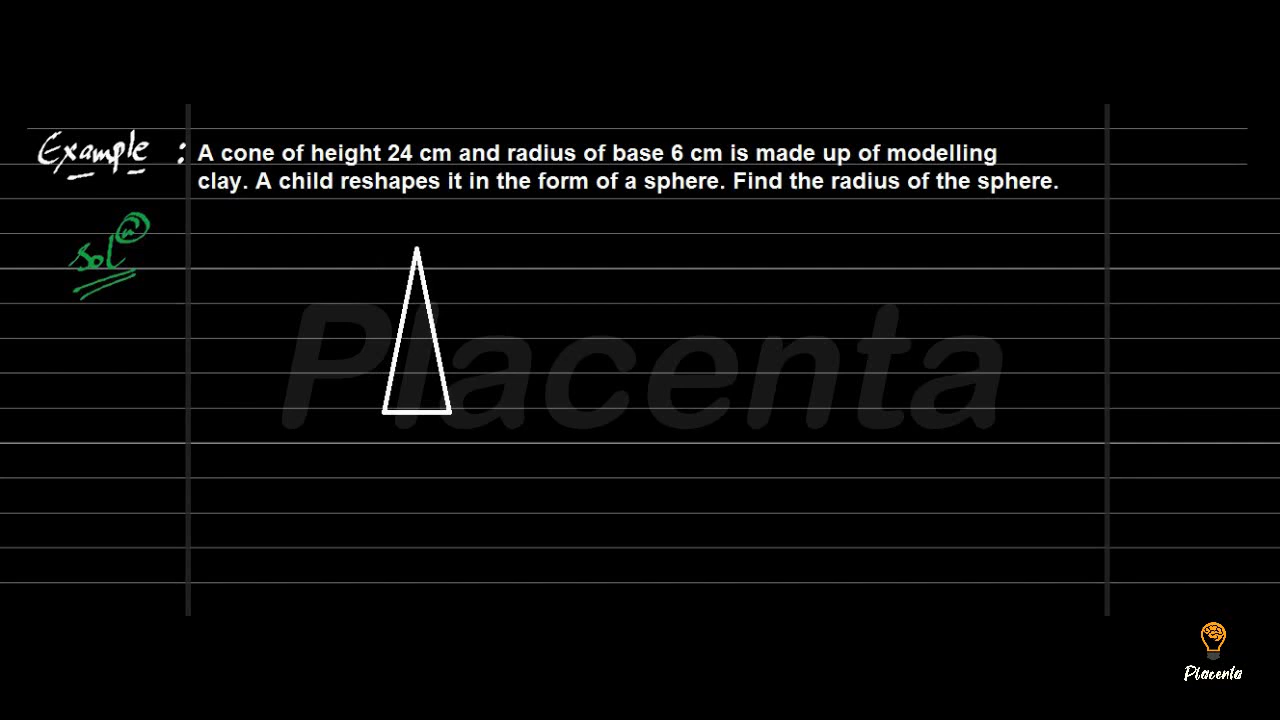 Example : A cone of height 24 cm and radius of base 6 cm is made up of modelling
clay. A child reshapes it in the form of a sphere. Find the radius of the sphere.
Solⁿ
Placenta
Placenta